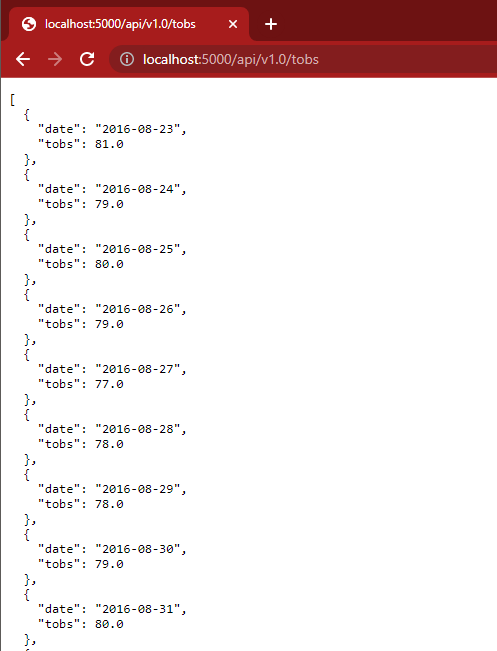 localhost:5000/api/v1.0/tobs
localhost:5000/api/v1.0/tobs
[
  {
    "date": "2016-08-23",
    "tobs": 81.0
  },
  {
    "date": "2016-08-24",
    "tobs": 79.0
  },
  {
    "date": "2016-08-25",
    "tobs": 80.0
  },
  {
    "date": "2016-08-26",
    "tobs": 79.0
  },
  {
    "date": "2016-08-27",
    "tobs": 77.0
  },
  {
    "date": "2016-08-28",
    "tobs": 78.0
  },
  {
    "date": "2016-08-29",
    "tobs": 78.0
  },
  {
    "date": "2016-08-30",
    "tobs": 79.0
  },
  {
    "date": "2016-08-31",
    "tobs": 80.0
  },